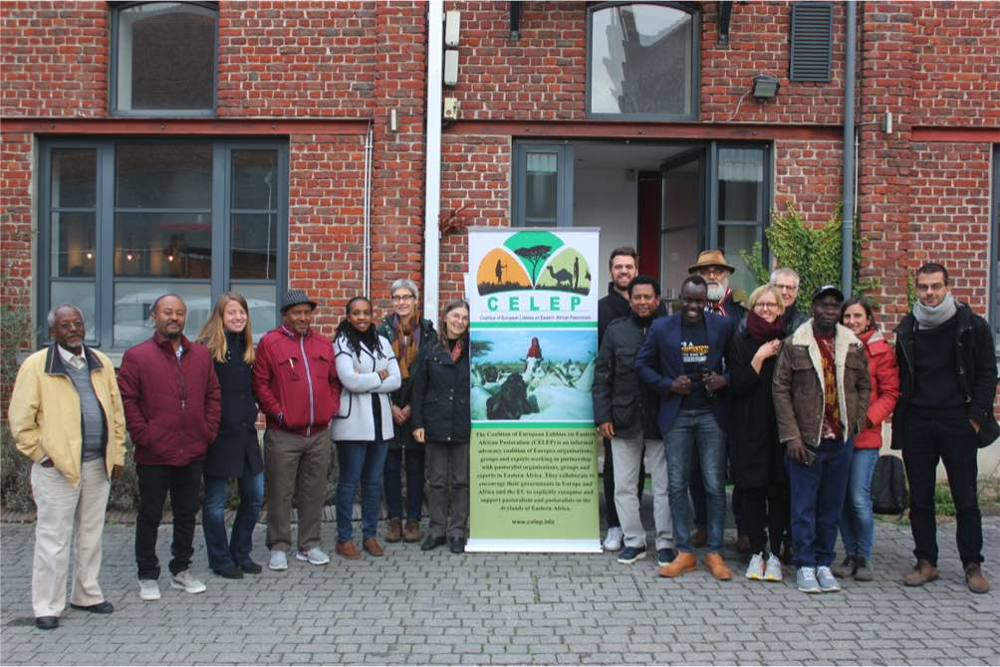 CELEP
Coalition of European Lobbies on Eastern African Pastoralism
The Coalition of European Lobbies on Eastern
African Pastoralism (CELEP) is an informal
advocacy coalition of Europea organisations,
groups and experts working in partnership
with pastoralist organisations, groups and
experts in Eastern Africa. They collaborate to
encourage their governments in Europe and
Africa and the EU to explicitly recognise and
support pastoralism and pastoralists in the
drylands of Eastern Africa.
www.celep.info